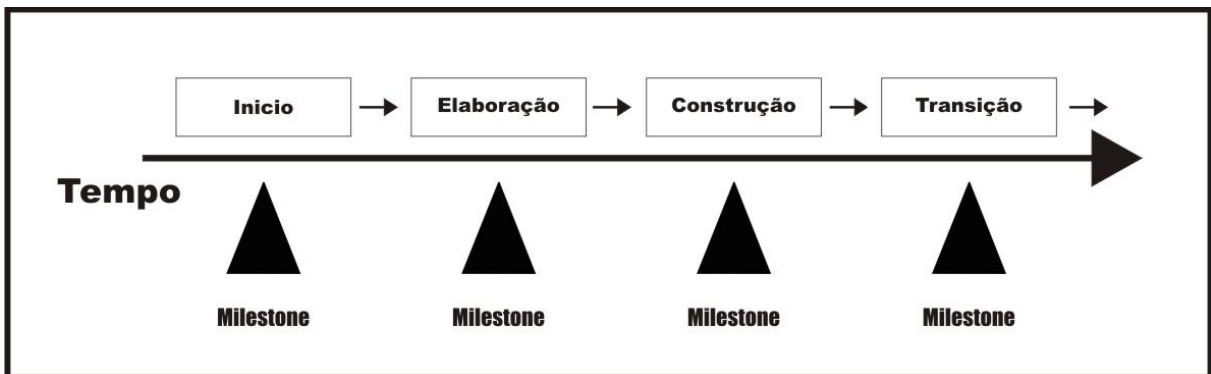 Inicio
Elaboração
Construção
Transição
Tempo
Milestone
Milestone
Milestone
Milestone